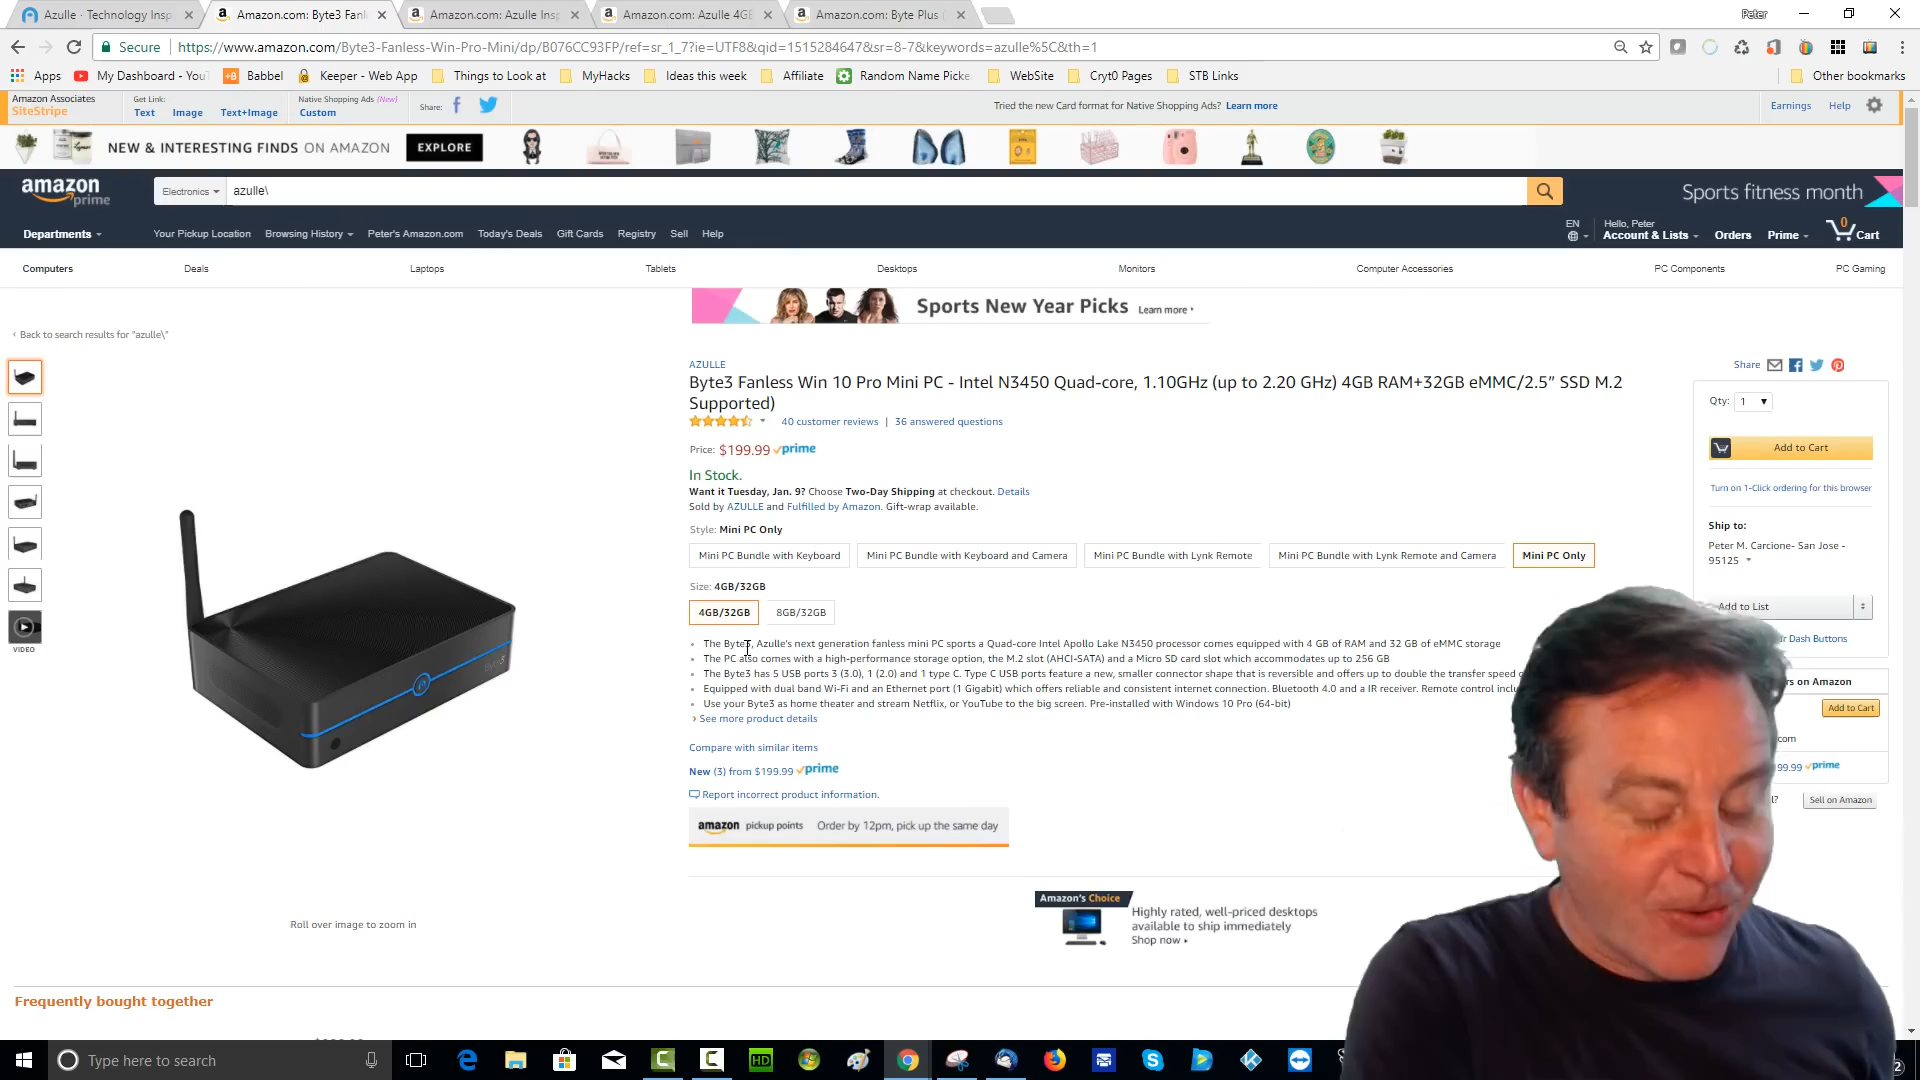 Azulle - Technology Insp
Amazon.com: Byte3 Fanl
Amazon.com: Azulle Insp
Amazon.com: Azulle 4GB
Amazon.com: Byte Plus
Peter
Secure
https://www.amazon.com/Byte3-Fanless-Win-Pro-Mini/dp/B076CC93FP/ref=sr_1_7?ie=UTF8&qid=1515284647&sr=8-7&keywords=azulle%5C&th=1
Apps
My Dashboard - You
Babbel
Keeper - Web App
Things to Look at
MyHacks
Ideas this week
Affiliate
Random Name Picke
WebSite
Cryt0 Pages
STB Links
Other bookmarks
Amazon Associates
SiteStripe
Get Link:
Text
Image
Text+Image
Native Shopping Ads (New)
Custom
Share:
Tried the new Card format for Native Shopping Ads? Learn more
Earnings
Help
NEW & INTERESTING FINDS ON AMAZON
EXPLORE
amazon
prime
Electronics
azulle\
Sports fitness month
Departments
Your Pickup Location
Browsing History
Peter's Amazon.com
Today's Deals
Gift Cards
Registry
Sell
Help
EN
Hello, Peter
Account & Lists
Orders
Prime
0
Cart
Computers
Deals
Laptops
Tablets
Desktops
Monitors
Computer Accessories
PC Components
PC Gaming
Sports New Year Picks Learn more ›
‹ Back to search results for "azulle\"
VIDEO
Byte3
Roll over image to zoom in
AZULLE
Byte3 Fanless Win 10 Pro Mini PC - Intel N3450 Quad-core, 1.10GHz (up to 2.20 GHz) 4GB RAM+32GB eMMC/2.5” SSD M.2
Supported)
40 customer reviews | 36 answered questions
Price: $199.99 prime
In Stock.
Want it Tuesday, Jan. 9? Choose Two-Day Shipping at checkout. Details
Sold by AZULLE and Fulfilled by Amazon. Gift-wrap available.
Style: Mini PC Only
Mini PC Bundle with Keyboard
Mini PC Bundle with Keyboard and Camera
Mini PC Bundle with Lynk Remote
Mini PC Bundle with Lynk Remote and Camera
Mini PC Only
Size: 4GB/32GB
4GB/32GB
8GB/32GB
• The Byte3, Azulle's next generation fanless mini PC sports a Quad-core Intel Apollo Lake N3450 processor comes equipped with 4 GB of RAM and 32 GB of eMMC storage
• The PC also comes with a high-performance storage option, the M.2 slot (AHCI-SATA) and a Micro SD card slot which accommodates up to 256 GB
• The Byte3 has 5 USB ports 3 (3.0), 1 (2.0) and 1 type C. Type C USB ports feature a new, smaller connector shape that is reversible and offers up to double the transfer speed
• Equipped with dual band Wi-Fi and an Ethernet port (1 Gigabit) which offers reliable and consistent internet connection. Bluetooth 4.0 and a IR receiver. Remote control inclu
• Use your Byte3 as home theater and stream Netflix, or YouTube to the big screen. Pre-installed with Windows 10 Pro (64-bit)
› See more product details
Compare with similar items
New (3) from $199.99 prime
Report incorrect product information.
amazon pickup points Order by 12pm, pick up the same day
Amazon's Choice
Highly rated, well-priced desktops
available to ship immediately
Shop now ›
Share
Qty: 1
Add to Cart
Turn on 1-Click ordering for this browser
Ship to:
Peter M. Carcione- San Jose -
95125
Add to List
Dash Buttons
on Amazon
Add to Cart
com
99.99 prime
Sell on Amazon
Frequently bought together
Type here to search
HD